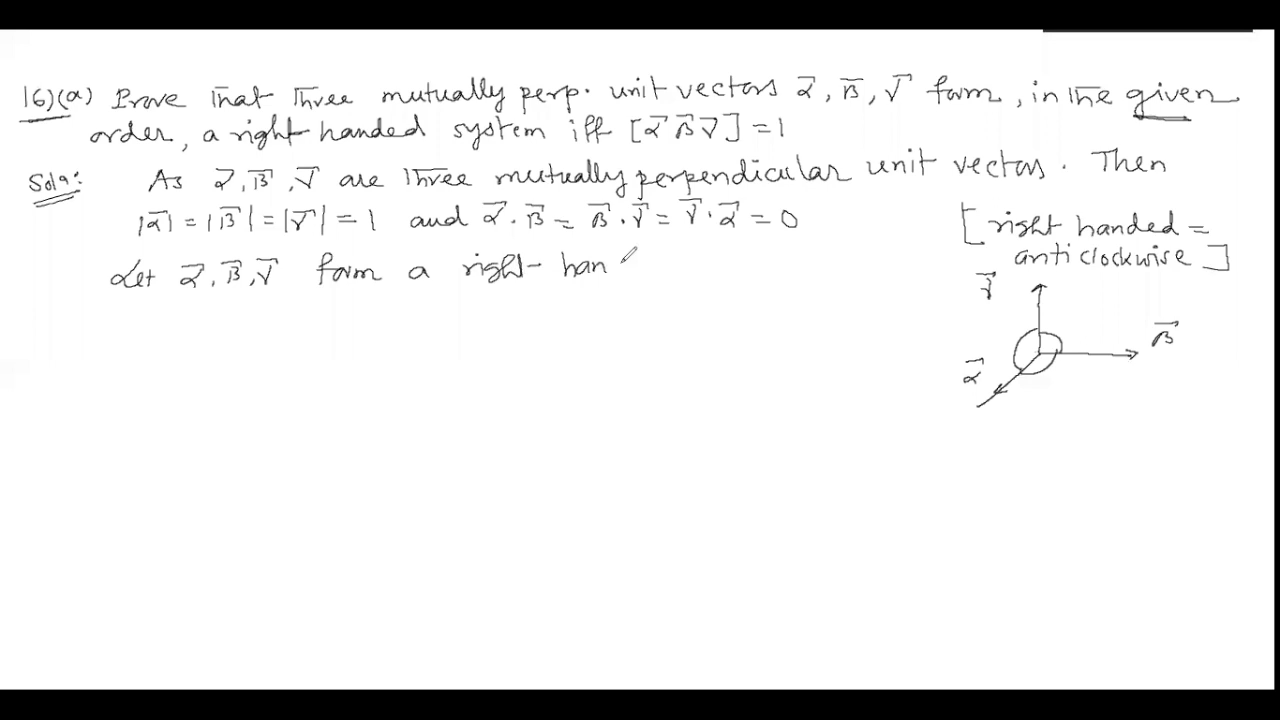 16)(a) Prove that three mutually perp. unit vectors α⃗, β⃗, γ⃗ form, in the given
order, a right handed system iff [α⃗ β⃗ γ⃗] = 1
Solⁿ: As α⃗, β⃗, γ⃗ are three mutually perpendicular unit vectors. Then
|α⃗| = |β⃗| = |γ⃗| = 1 and α⃗ · β⃗ = β⃗ · γ⃗ = γ⃗ · α⃗ = 0
[right handed =
anticlockwise]
Let α⃗, β⃗, γ⃗ form a right-han
γ⃗
β⃗
α⃗